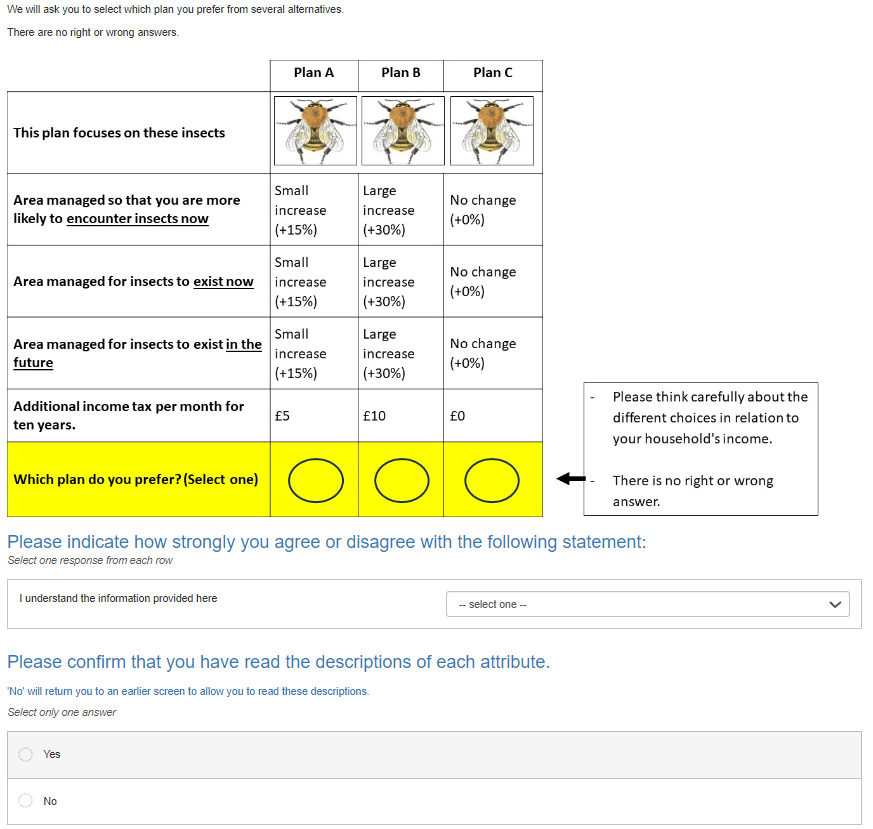 We will ask you to select which plan you prefer from several alternatives.
There are no right or wrong answers.
Plan A Plan B Plan C
This plan focuses on these insects
Area managed so that you are more
likely to encounter insects now
Small
increase
(+15%)
Large
increase
(+30%)
No change
(+0%)
Area managed for insects to exist now
Small
increase
(+15%)
Large
increase
(+30%)
No change
(+0%)
Area managed for insects to exist in the
future
Small
increase
(+15%)
Large
increase
(+30%)
No change
(+0%)
Additional income tax per month for
ten years.
£5 £10 £0
Which plan do you prefer? (Select one)
- Please think carefully about the
different choices in relation to
your household's income.
- There is no right or wrong
answer.
Please indicate how strongly you agree or disagree with the following statement:
Select one response from each row
I understand the information provided here
-- select one --
Please confirm that you have read the descriptions of each attribute.
'No' will return you to an earlier screen to allow you to read these descriptions.
Select only one answer
Yes
No